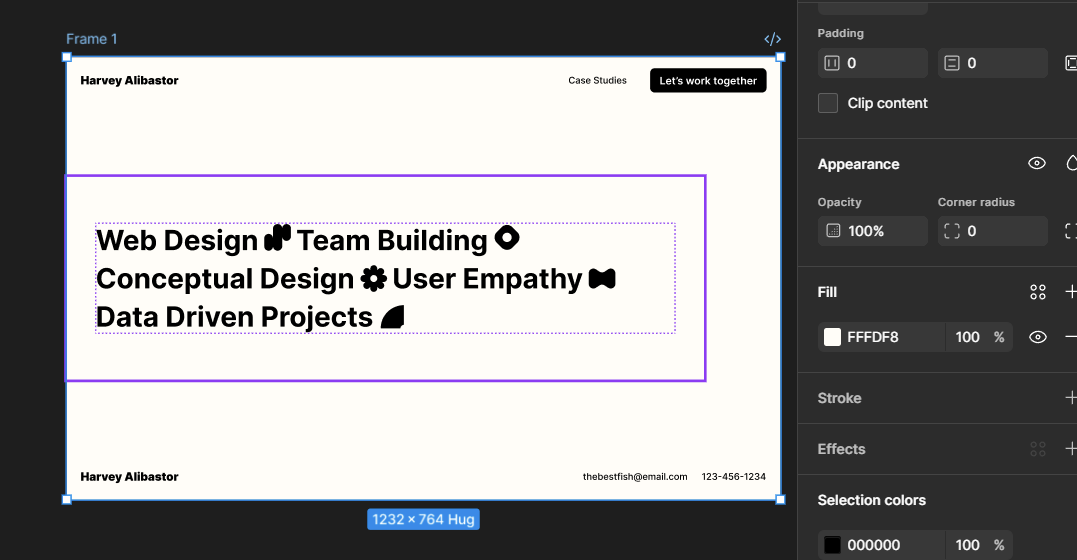 Frame 1
Harvey Alibastor
Case Studies
Let's work together
Web Design Team Building
Conceptual Design User Empathy
Data Driven Projects
Harvey Alibastor
thebestfish@email.com 123-456-1234
1232 × 764 Hug
Padding
0 0
Clip content
Appearance
Opacity Corner radius
100% 0
Fill
FFFDF8 100 %
Stroke
Effects
Selection colors
000000 100 %